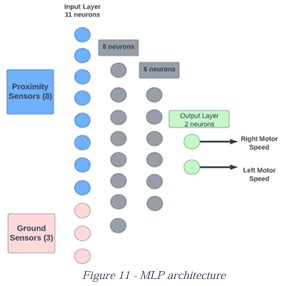 Input Layer
11 neurons
8 neurons
6 neurons
Proximity
Sensors (8)
Output Layer
2 neurons
Right Motor
Speed
Left Motor
Speed
Ground
Sensors (3)
Figure 11 - MLP architecture